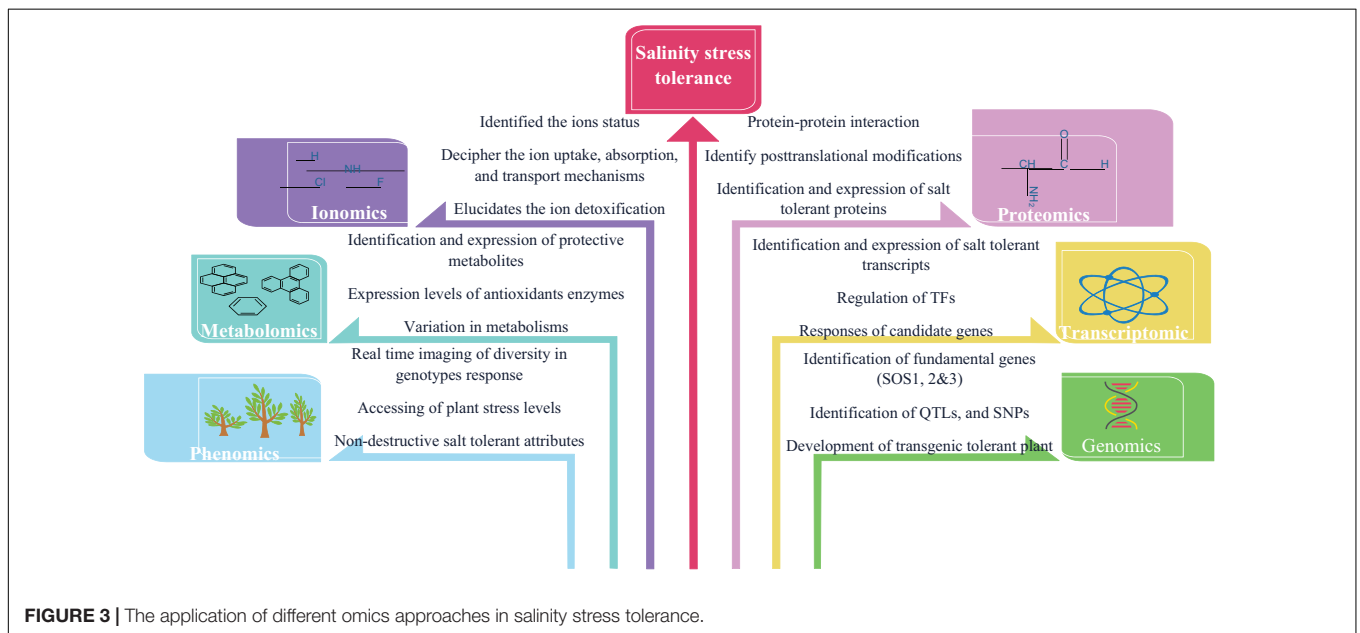 Salinity stress
tolerance
Identified the ions status
Decipher the ion uptake, absorption,
and transport mechanisms
Elucidates the ion detoxification
H
NH
Cl
F
Ionomics
Identification and expression of protective
metabolites
Expression levels of antioxidants enzymes
Variation in metabolisms
Metabolomics
Real time imaging of diversity in
genotypes response
Accessing of plant stress levels
Non-destructive salt tolerant attributes
Phenomics
Protein-protein interaction
Identify posttranslational modifications
Identification and expression of salt
tolerant proteins
O
CH
C
H
NH₂
Proteomics
Identification and expression of salt tolerant
transcripts
Regulation of TFs
Responses of candidate genes
Transcriptomic
Identification of fundamental genes
(SOS1, 2&3)
Identification of QTLs, and SNPs
Development of transgenic tolerant plant
Genomics
FIGURE 3 | The application of different omics approaches in salinity stress tolerance.